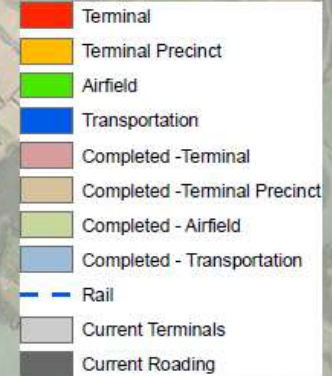 Terminal
Terminal Precinct
Airfield
Transportation
Completed -Terminal
Completed -Terminal Precinct
Completed - Airfield
Completed - Transportation
Rail
Current Terminals
Current Roading